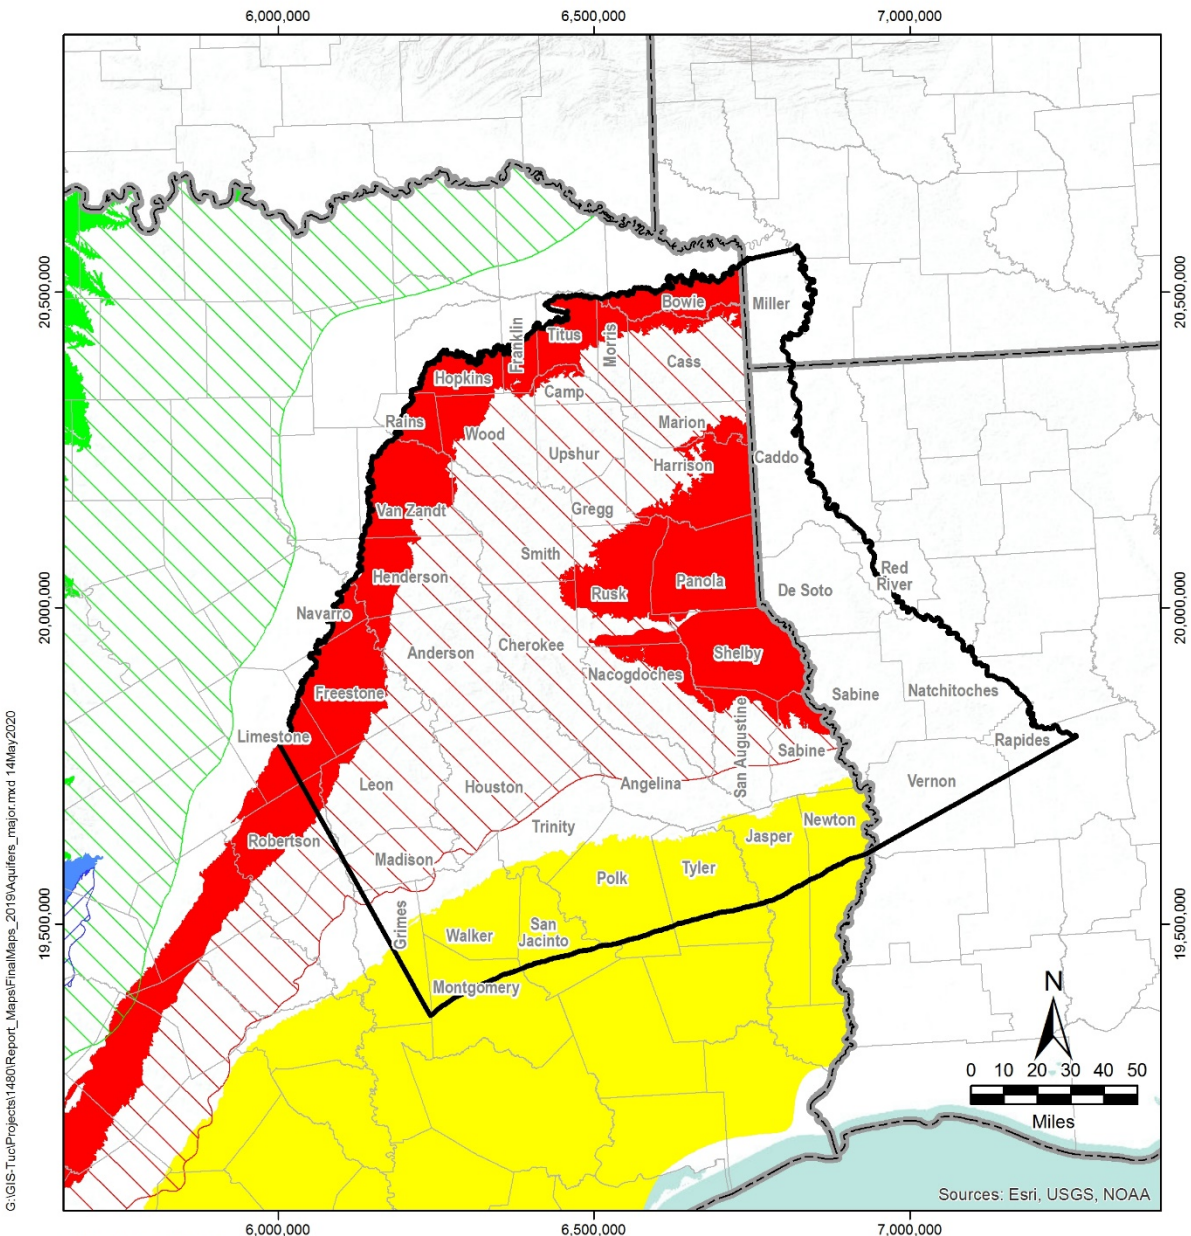 6,000,000
6,500,000
7,000,000
20,500,000
20,500,000
Bowie
Miller
Franklin
Titus
Morris
Cass
Hopkins
Camp
Rains
Wood
Marion
Upshur
Harrison
Caddo
Van Zandt
Gregg
Smith
Henderson
Rusk
Panola
De Soto
Red
River
20,000,000
20,000,000
Navarro
Anderson
Cherokee
Shelby
Nacogdoches
Freestone
Sabine
Natchitoches
Limestone
San Augustine
Sabine
Rapides
Leon
Houston
Angelina
Vernon
Robertson
Trinity
Newton
Jasper
Madison
Polk
Tyler
Grimes
Walker
San
Jacinto
19,500,000
19,500,000
Montgomery
N
0 10 20 30 40 50
Miles
Sources: Esri, USGS, NOAA
6,000,000
6,500,000
7,000,000
G:\GIS-Tuc\Projects\1480\Report_Maps\FinalMaps_2019\Aquifers_major.mxd 14May2020